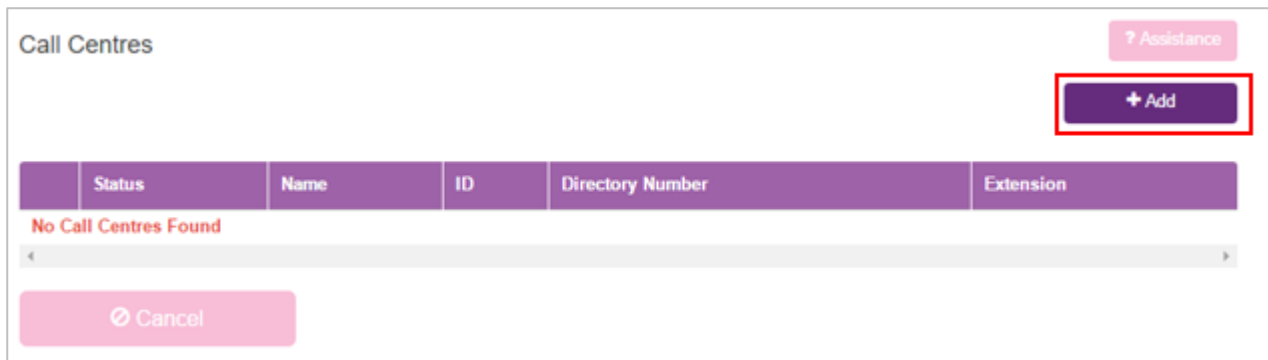 Call Centres
? Assistance
+ Add
Status Name ID Directory Number Extension
No Call Centres Found
Cancel